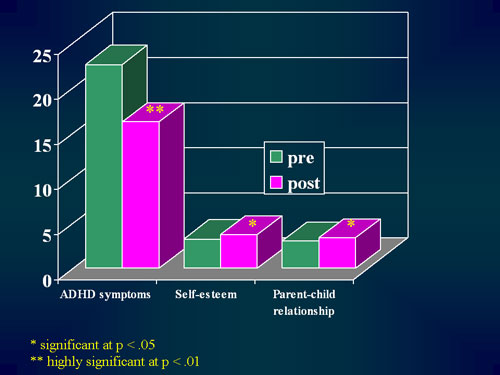 25
20
15
10
5
0
**
*
*
pre
post
ADHD symptoms
Self-esteem
Parent-child
relationship
* significant at p < .05
** highly significant at p < .01